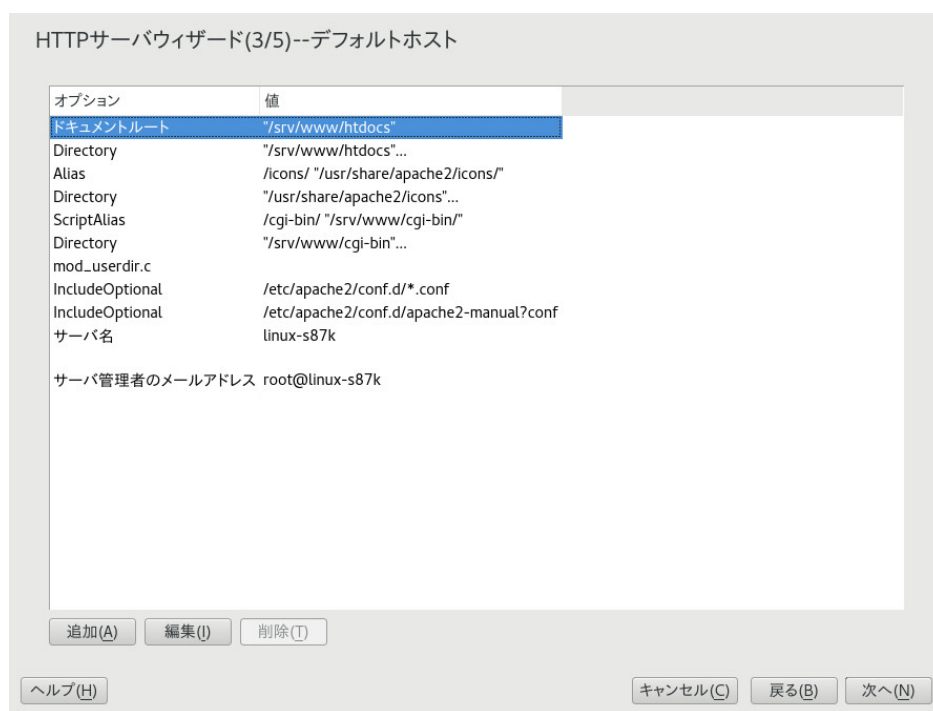 HTTPサーバウィザード(3/5)--デフォルトホスト
オプション 値
ドキュメントルート "/srv/www/htdocs"
Directory "/srv/www/htdocs"...
Alias /icons/ "/usr/share/apache2/icons/"
Directory "/usr/share/apache2/icons"...
ScriptAlias /cgi-bin/ "/srv/www/cgi-bin/"
Directory "/srv/www/cgi-bin"...
mod_userdir.c
IncludeOptional /etc/apache2/conf.d/*.conf
IncludeOptional /etc/apache2/conf.d/apache2-manual?conf
サーバ名 linux-s87k
サーバ管理者のメールアドレス root@linux-s87k
追加(A) 編集(I) 削除(T)
ヘルプ(H) キャンセル(C) 戻る(B) 次へ(N)